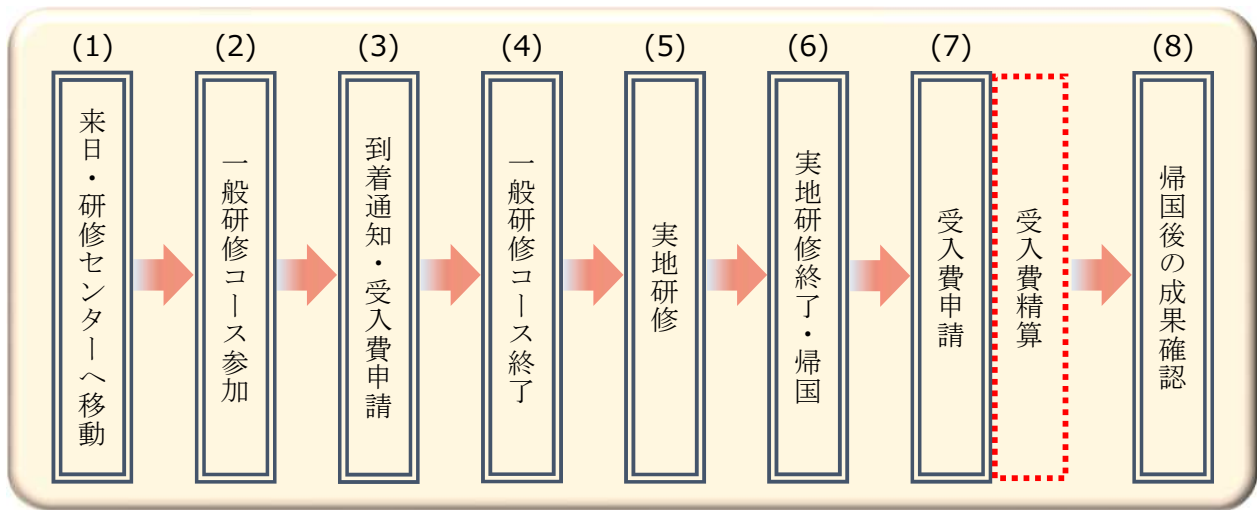 (1)
来日・研修センターへ移動
(2)
一般研修コース参加
(3)
到着通知・受入費申請
(4)
一般研修コース終了
(5)
実地研修
(6)
実地研修終了・帰国
(7)
受入費申請
受入費精算
(8)
帰国後の成果確認